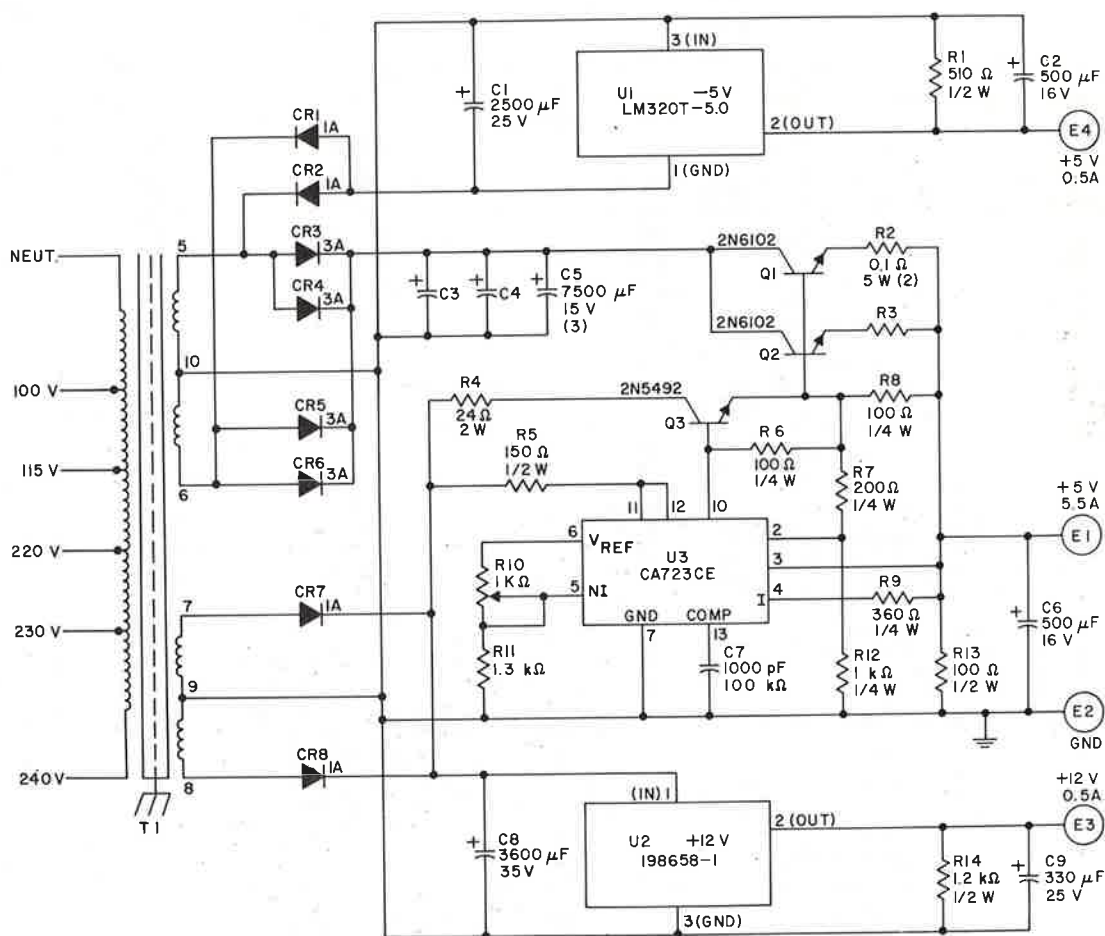 3 (IN)
U1 −5 V
LM320T-5.0
2(OUT)
1 (GND)
+
C1
2500 µF
25 V
R1
510 Ω
1/2 W
+
C2
500 µF
16V
E4
+5 V
0.5A
CR1
1A
CR2
1A
CR3
3A
CR4
3A
NEUT.
5
10
100 V
115 V
6
220 V
230 V
7
9
8
240V
T1
CR5
3A
CR6
3A
CR7
1A
CR8
1A
+
C3
+
C4
+
C5
7500 µF
15 V
(3)
2N6102
Q1
R2
0.1 Ω
5 W (2)
2N6102
Q2
R3
R4
24 Ω
2 W
2N5492
Q3
R8
100 Ω
1/4 W
R5
150 Ω
1/2 W
R6
100 Ω
1/4 W
R7
200Ω
1/4 W
11
12
10
6
VREF
U3
CA723CE
2
3
4
5
NI
I
GND
7
COMP
13
R10
1KΩ
R11
1.3 kΩ
C7
1000 pF
100 kΩ
R9
360Ω
1/4 W
R12
1 kΩ
1/4 W
R13
100 Ω
1/2 W
+5 V
5.5A
E1
+
C6
500 µF
16 V
E2
GND
+12V
0.5A
E3
(IN) 1
U2 +12 V
198658-1
2 (OUT)
3(GND)
+
C8
3600 µF
35V
R14
1.2 kΩ
1/2 W
+
C9
330 µF
25 V